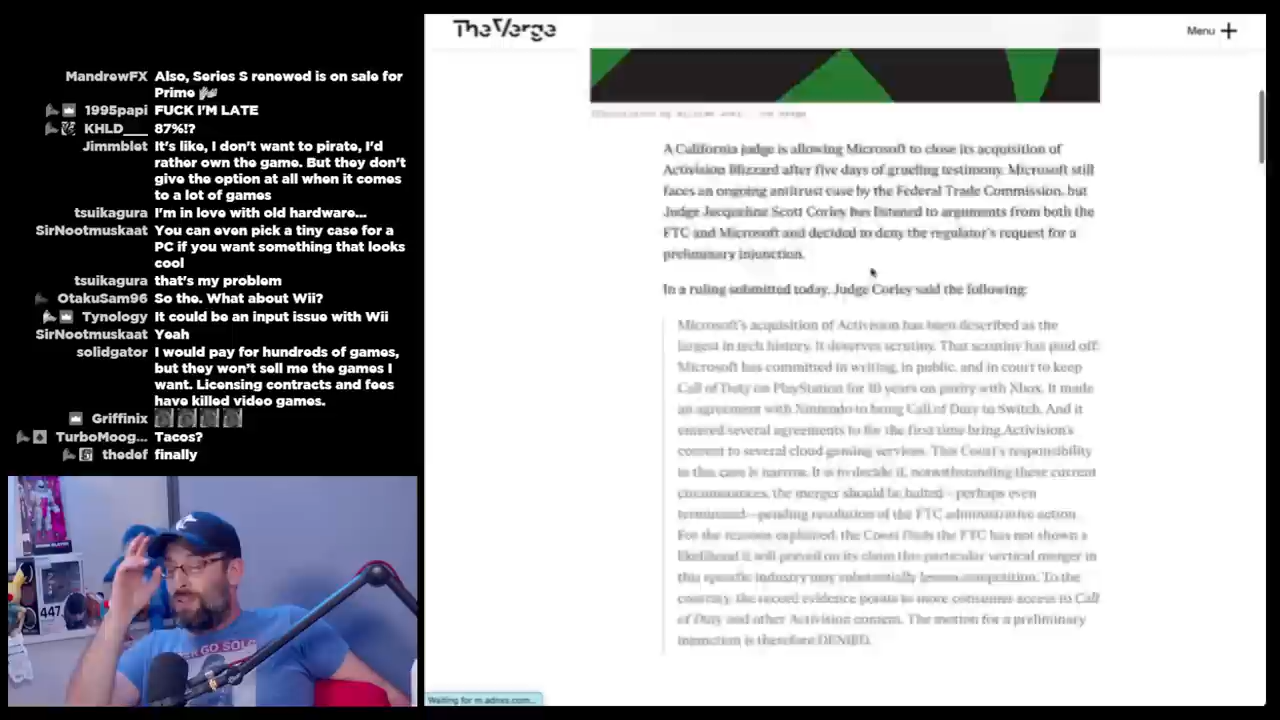 MandrewFX Also, Series S renewed is on sale for
Prime
1995papi FUCK I'M LATE
KHLD____ 87%!?
Jimmblet It's like, I don't want to pirate, I'd
rather own the game. But they don't
give the option at all when it comes
to a lot of games
tsuikagura I'm in love with old hardware...
SirNootmuskaat You can even pick a tiny case for a
PC if you want something that looks
cool
tsuikagura that's my problem
OtakuSam96 So the. What about Wii?
Tynology It could be an input issue with Wii
SirNootmuskaat Yeah
solidgator I would pay for hundreds of games,
but they won't sell me the games I
want. Licensing contracts and fees
have killed video games.
Griffinix
TurboMoog... Tacos?
thedef finally
447
GO SOLO
TheVerge
Menu +
A California judge is allowing Microsoft to close its acquisition of
Activision Blizzard after five days of grueling testimony. Microsoft still
faces an ongoing antitrust case by the Federal Trade Commission, but
Judge Jacqueline Scott Corley has listened to arguments from both the
FTC and Microsoft and decided to deny the regulator's request for a
preliminary injunction.
In a ruling submitted today, Judge Corley said the following:
Microsoft's acquisition of Activision has been described as the
largest in tech history. It deserves scrutiny. That scrutiny has paid off:
Microsoft has committed in writing, in public, and in court to keep
Call of Duty on PlayStation for 10 years on parity with Xbox. It made
an agreement with Nintendo to bring Call of Duty to Switch. And it
entered several agreements to for the first time bring Activision's
content to several cloud gaming services. This Court's responsibility
in this case is narrow. It is to decide if, notwithstanding these current
circumstances, the merger should be halted—perhaps even
terminated—pending resolution of the FTC administrative action.
For the reasons explained, the Court finds the FTC has not shown a
likelihood it will prevail on its claim this particular vertical merger in
this specific industry may substantially lessen competition. To the
contrary, the record evidence points to more consumer access to Call
of Duty and other Activision content. The motion for a preliminary
injunction is therefore DENIED.
Waiting for m.adnxs.com...